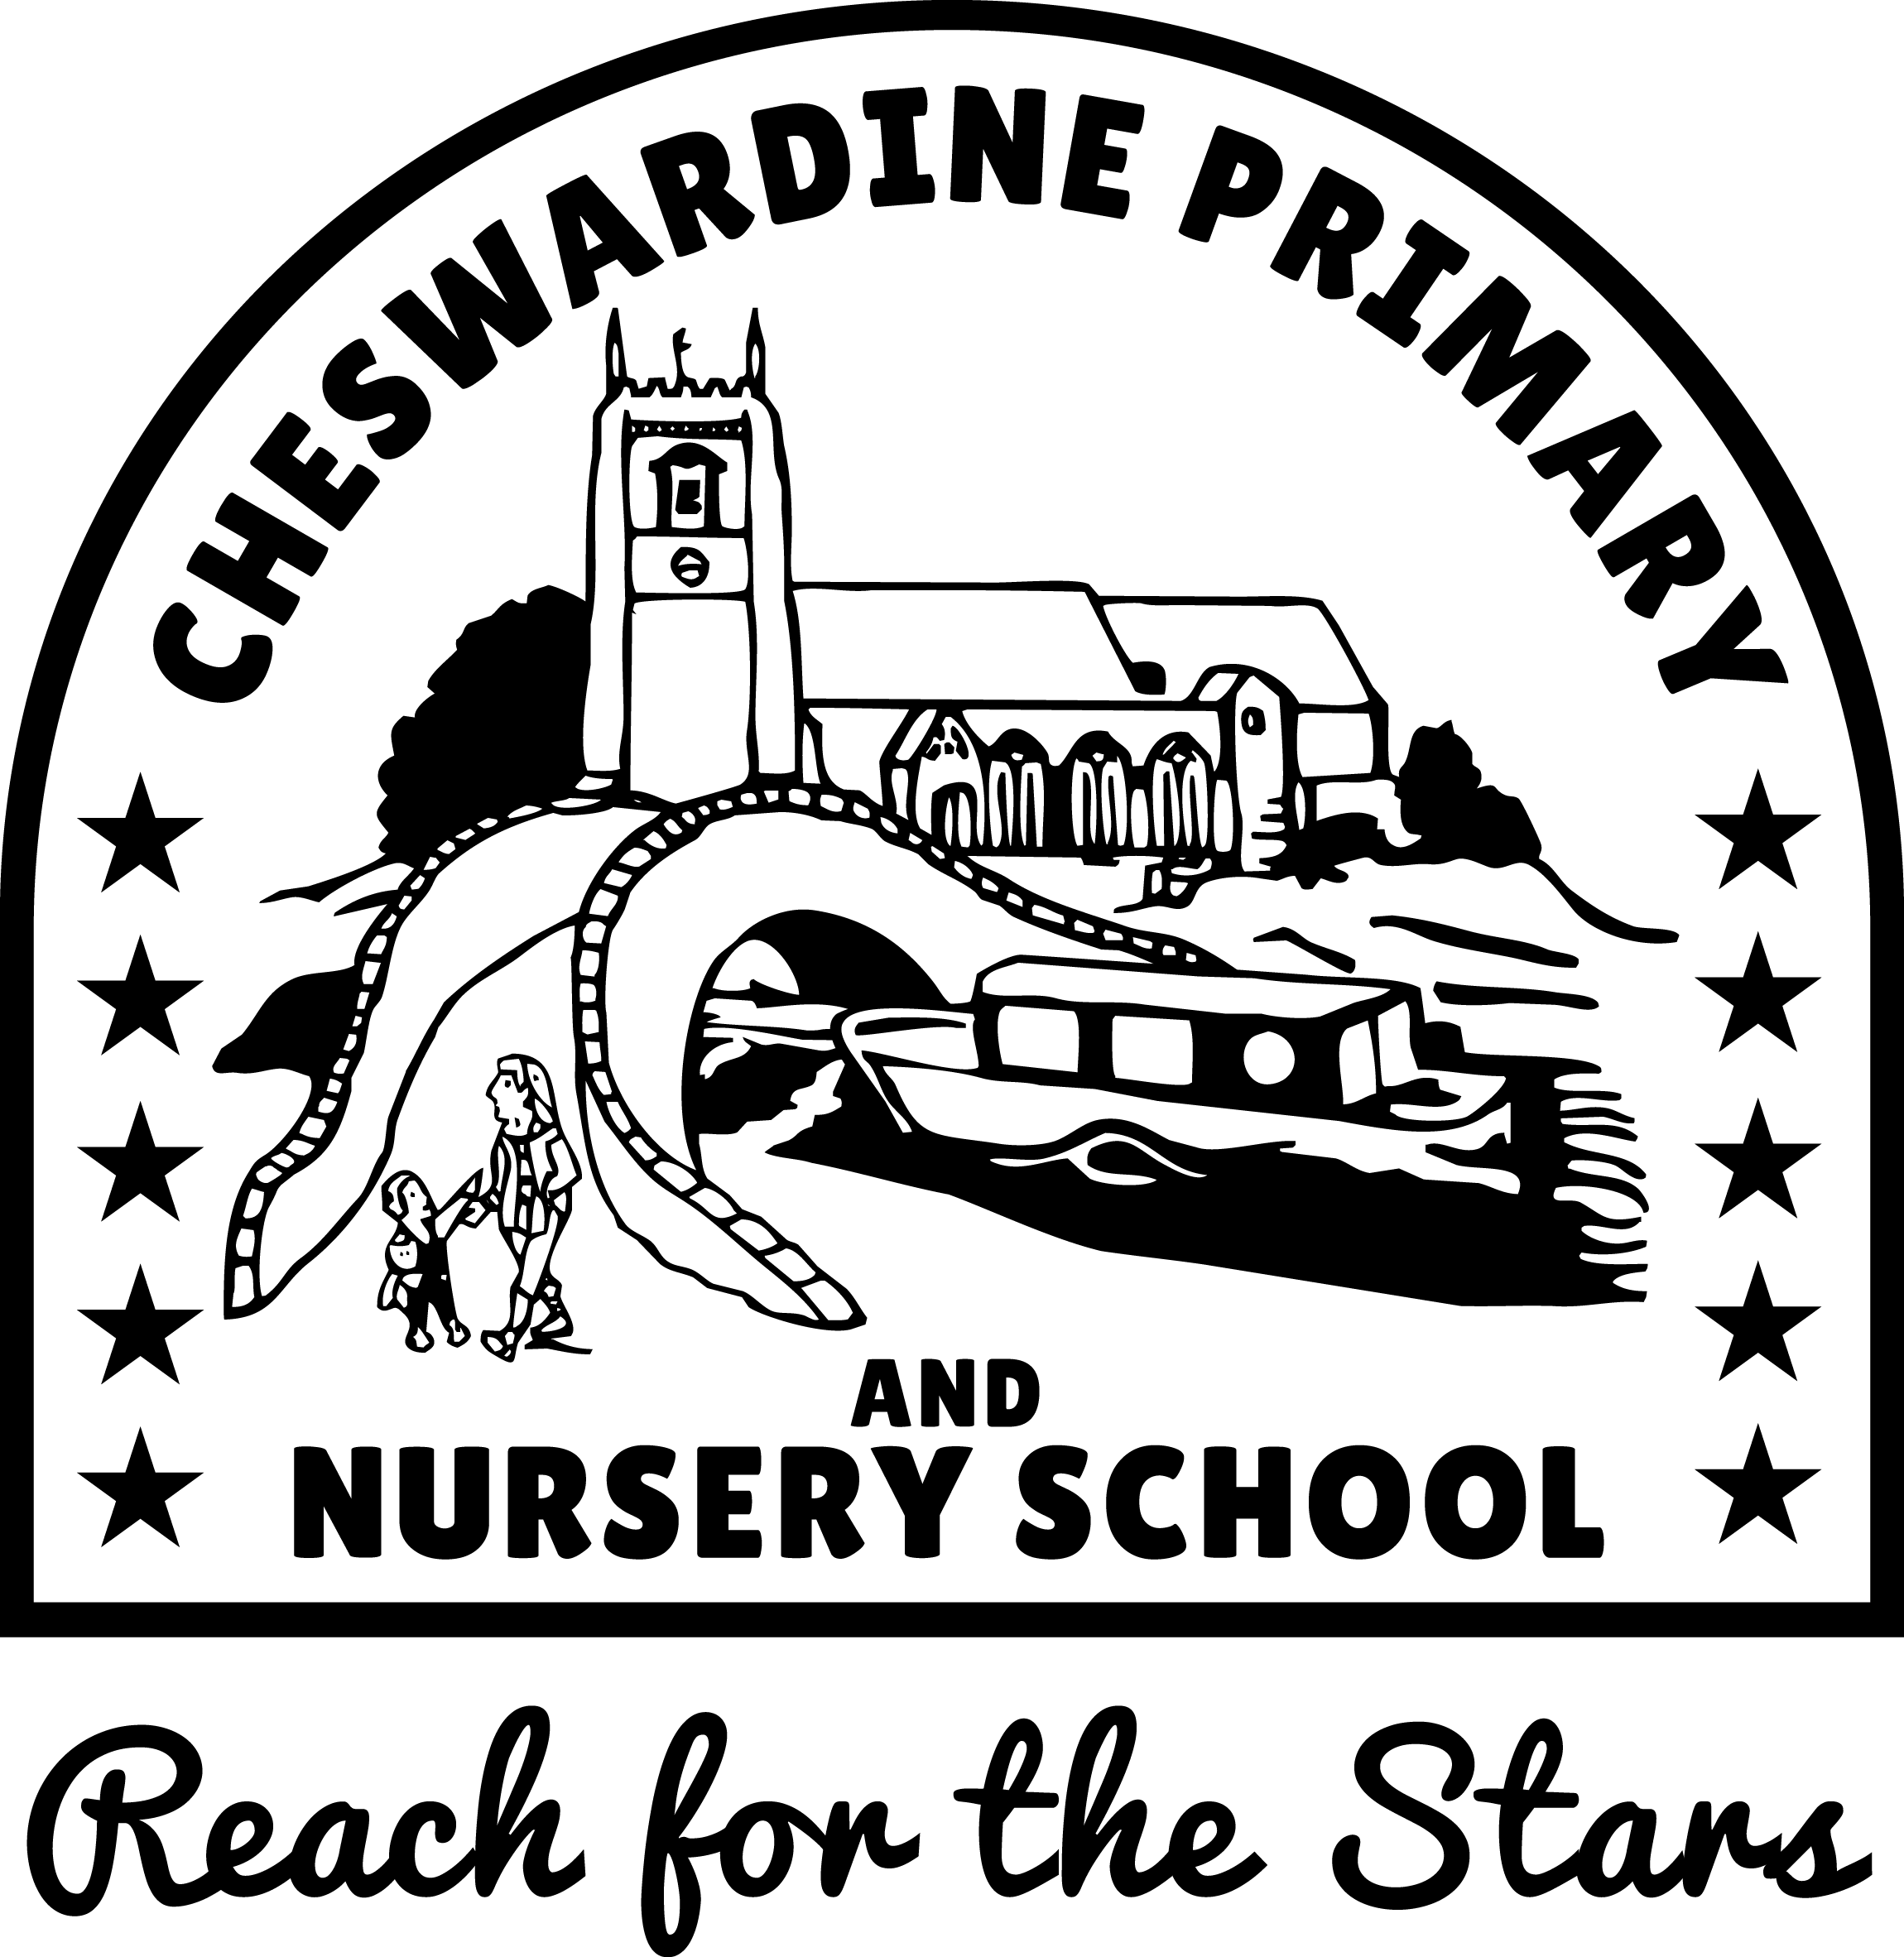 CHESWARDINE PRIMARY
AND
NURSERY SCHOOL
Reach for the Stars